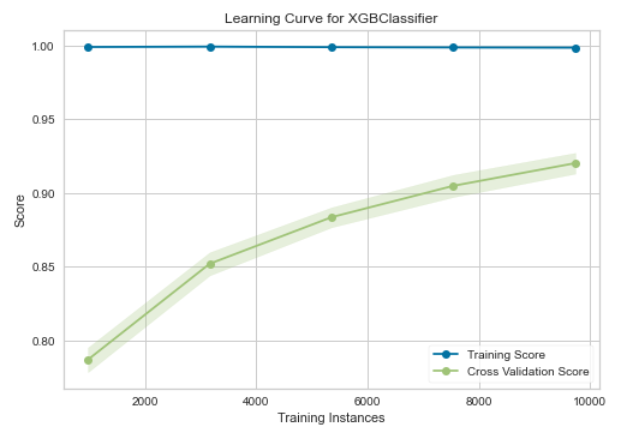 Learning Curve for XGBClassifier
1.00
0.95
0.90
0.85
0.80
Score
2000 4000 6000 8000 10000
Training Instances
Training Score
Cross Validation Score